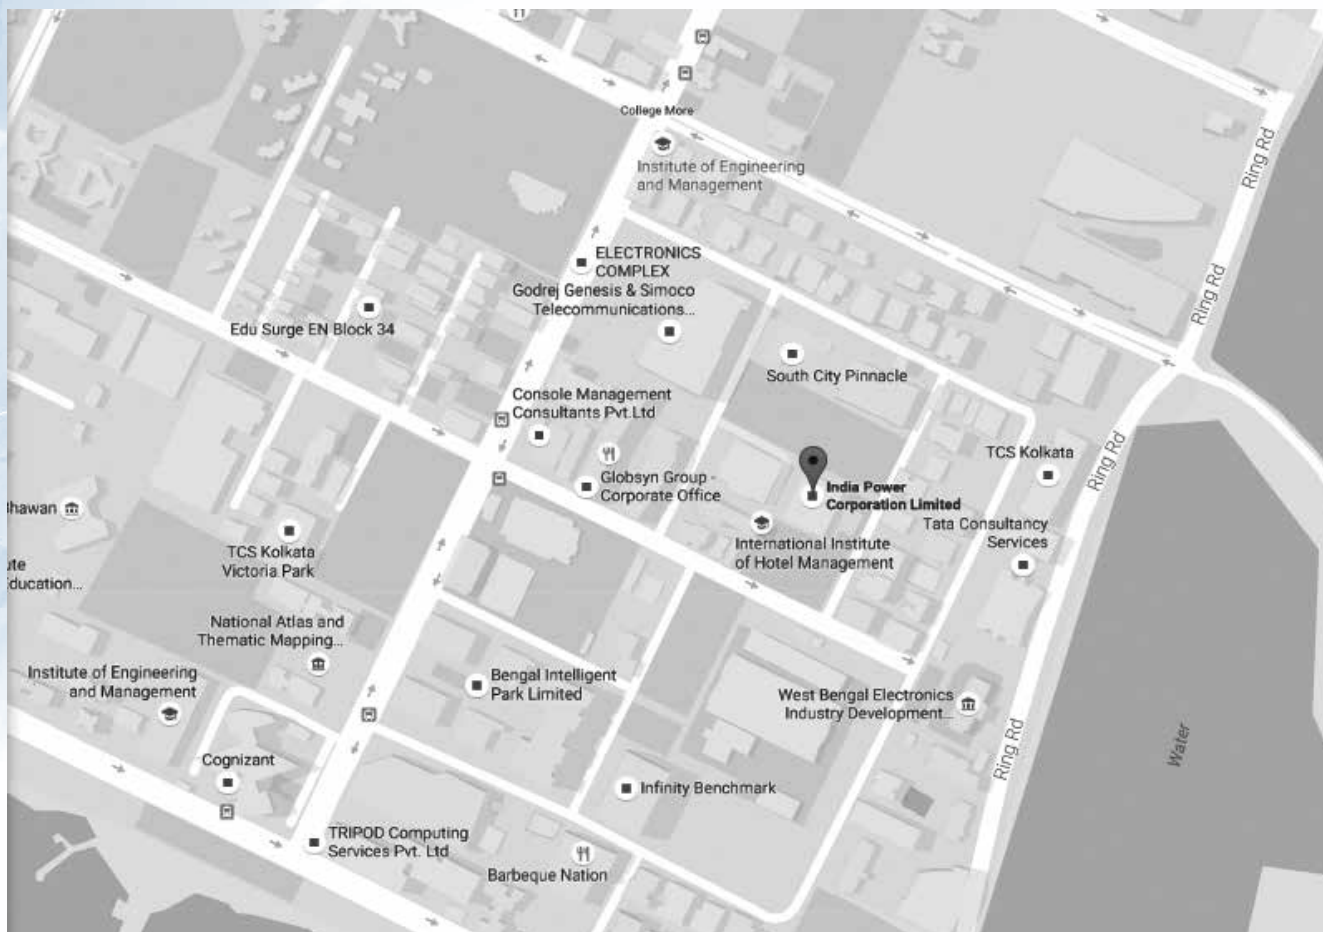 College More
Institute of Engineering
and Management
Ring Rd
ELECTRONICS
COMPLEX
Godrej Genesis & Simoco
Telecommunications...
Ring Rd
Edu Surge EN Block 34
South City Pinnacle
Console Management
Consultants Pvt.Ltd
TCS Kolkata
Ring Rd
Globsyn Group -
Corporate Office
India Power
Corporation Limited
Bhawan
Tata Consultancy
Services
International Institute
of Hotel Management
TCS Kolkata
Victoria Park
ute
Education...
National Atlas and
Thematic Mapping...
Institute of Engineering
and Management
Bengal Intelligent
Park Limited
West Bengal Electronics
Industry Development...
Ring Rd
Water
Cognizant
Infinity Benchmark
TRIPOD Computing
Services Pvt. Ltd
Barbeque Nation